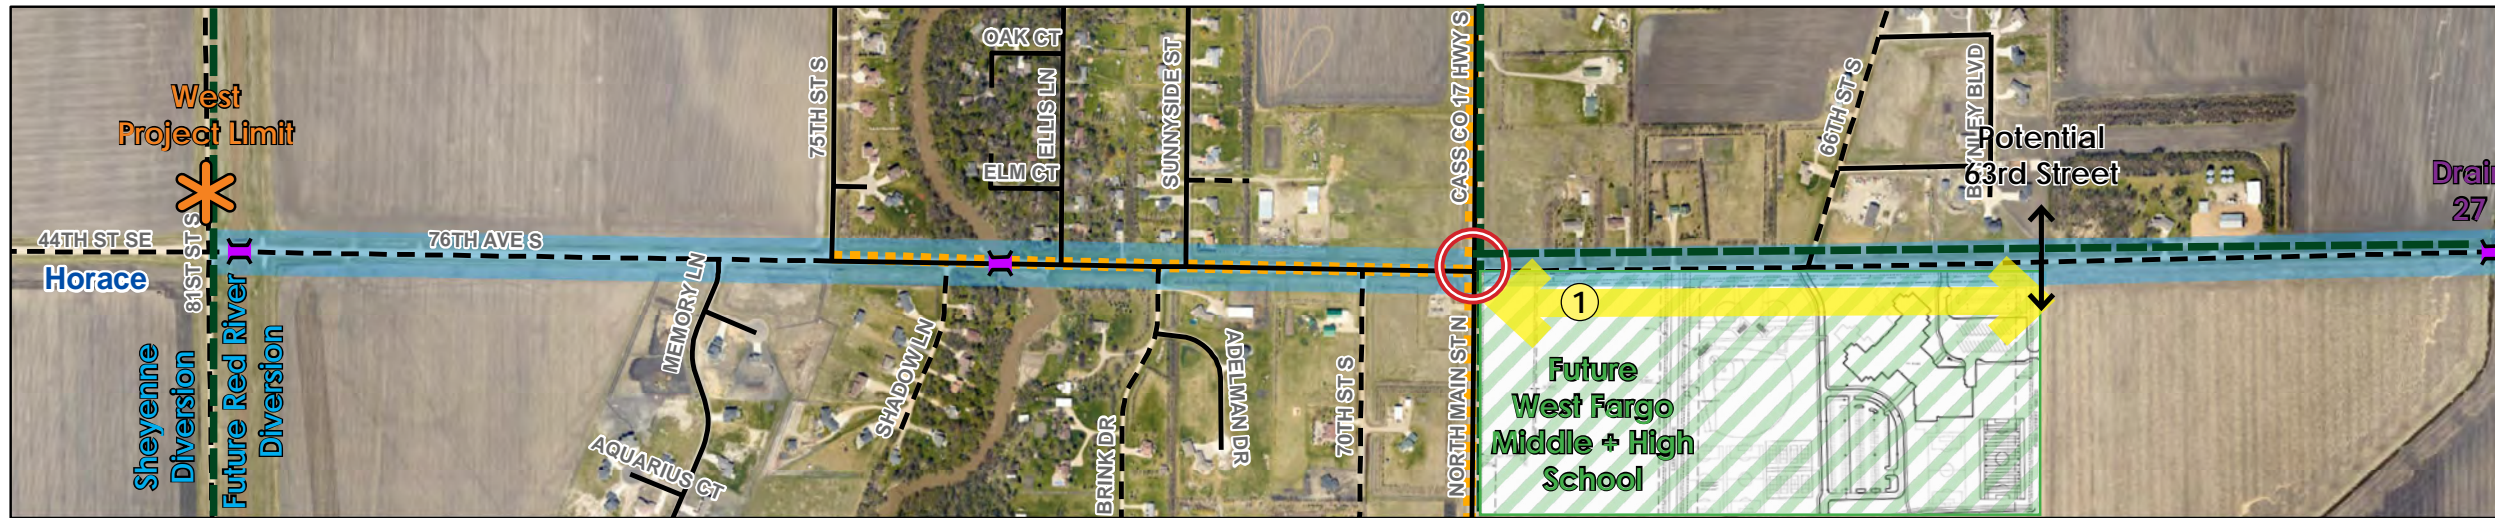 West
Project Limit
44TH ST SE
Horace
81ST ST S
Sheyenne
Diversion
Future Red River
Diversion
76TH AVE S
MEMORY LN
AQUARIUS CT
75TH ST S
SHADOW LN
OAK CT
ELLIS LN
ELM CT
SUNNYSIDE ST
BRINK DR
ADELMAN DR
70TH ST S
CASS CO 17 HWY S
NORTH MAIN ST N
1
Future
West Fargo
Middle + High
School
66TH ST S
Potential
63rd Street
Drain
27